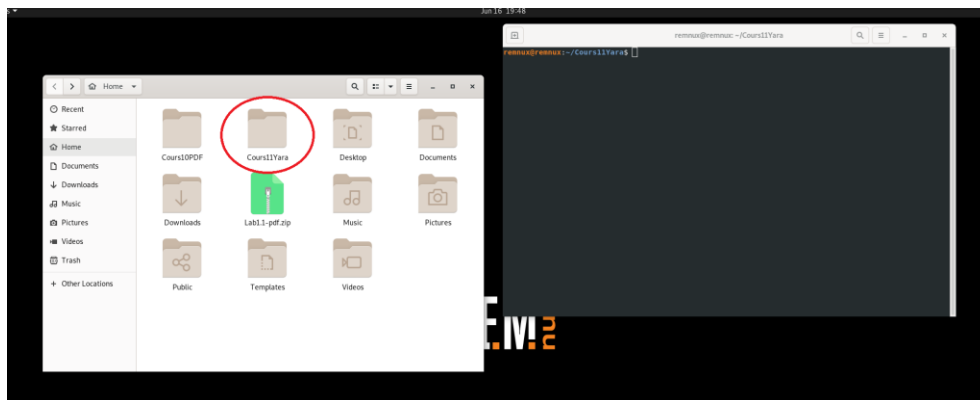 Jun 16 19:48
remnux@remnux: ~/Cours11Yara
remnux@remnux:~/Cours11Yara$
Home
Recent
Starred
Home
Documents
Downloads
Music
Pictures
Videos
Trash
+ Other Locations
Cours10PDF
Cours11Yara
Desktop
Documents
Downloads
Lab1.1-pdf.zip
Music
Pictures
Public
Templates
Videos
E.M.
nu